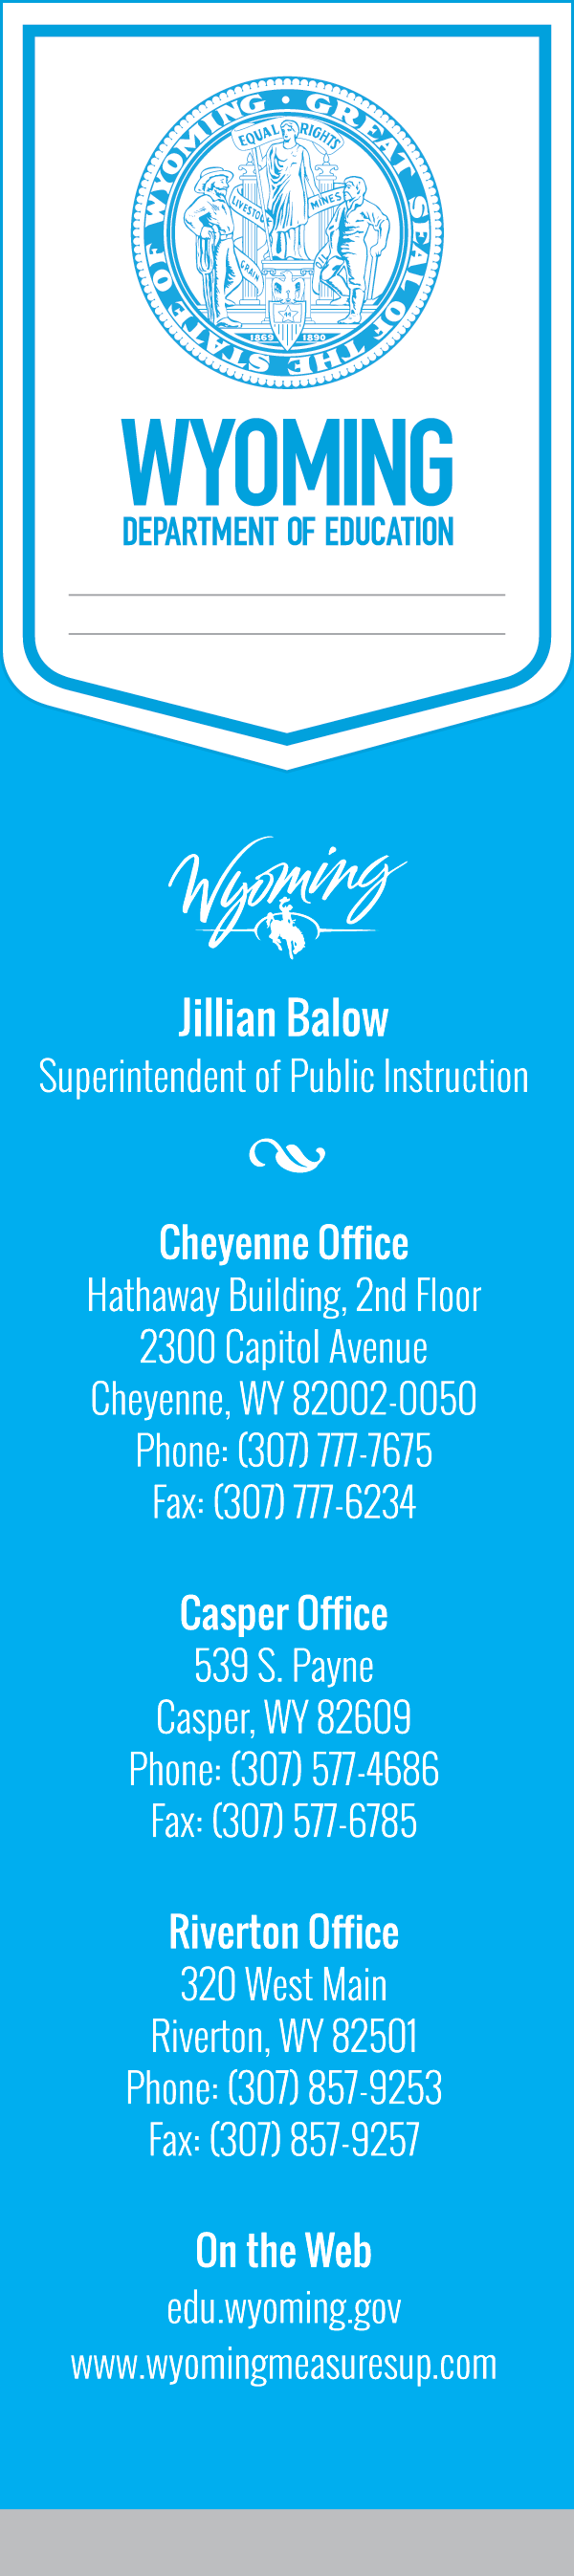 STATE OF WYOMING · GREAT SEAL OF THE
EQUAL RIGHTS
LIVESTOCK
MINES
GRAIN
44
1869 1890
WYOMING
DEPARTMENT OF EDUCATION
Wyoming
Jillian Balow
Superintendent of Public Instruction
Cheyenne Office
Hathaway Building, 2nd Floor
2300 Capitol Avenue
Cheyenne, WY 82002-0050
Phone: (307) 777-7675
Fax: (307) 777-6234
Casper Office
539 S. Payne
Casper, WY 82609
Phone: (307) 577-4686
Fax: (307) 577-6785
Riverton Office
320 West Main
Riverton, WY 82501
Phone: (307) 857-9253
Fax: (307) 857-9257
On the Web
edu.wyoming.gov
www.wyomingmeasuresup.com